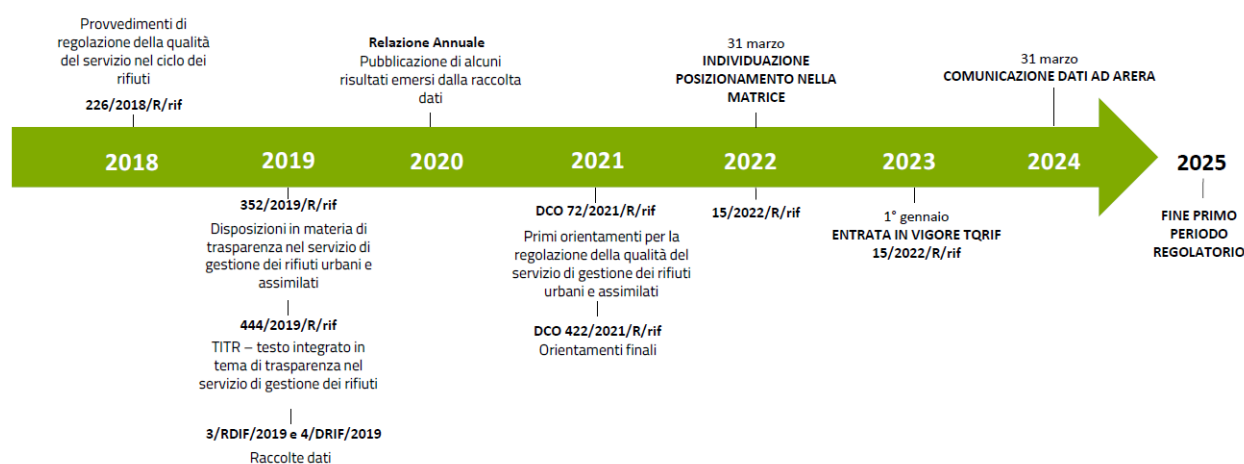 Provvedimenti di
regolazione della qualità
del servizio nel ciclo dei
rifiuti
226/2018/R/rif
Relazione Annuale
Pubblicazione di alcuni
risultati emersi dalla raccolta
dati
31 marzo
INDIVIDUAZIONE
POSIZIONAMENTO NELLA
MATRICE
31 marzo
COMUNICAZIONE DATI AD ARERA
2018
2019
2020
2021
2022
2023
2024
2025
352/2019/R/rif
Disposizioni in materia di
trasparenza nel servizio di
gestione dei rifiuti urbani e
assimilati
444/2019/R/rif
TITR – testo integrato in
tema di trasparenza nel
servizio di gestione dei rifiuti
3/RDIF/2019 e 4/DRIF/2019
Raccolte dati
DCO 72/2021/R/rif
Primi orientamenti per la
regolazione della qualità del
servizio di gestione dei rifiuti
urbani e assimilati
DCO 422/2021/R/rif
Orientamenti finali
15/2022/R/rif
1° gennaio
ENTRATA IN VIGORE TQRIF
15/2022/R/rif
FINE PRIMO
PERIODO
REGOLATORIO